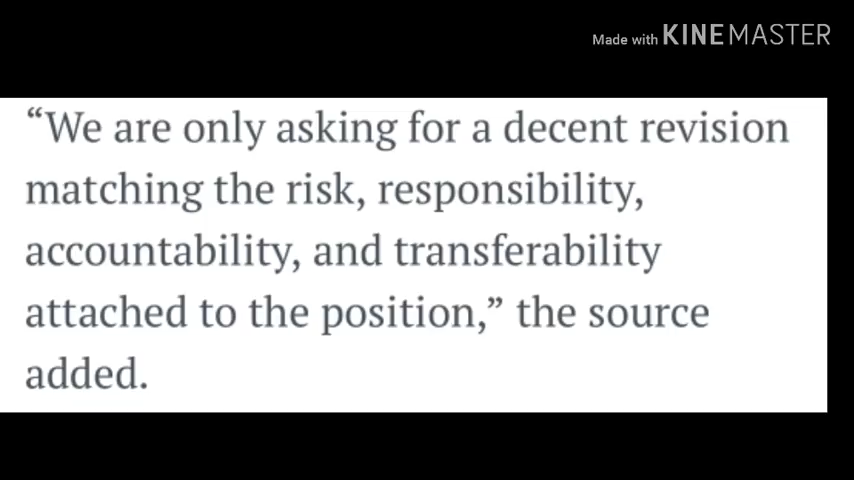 Made with KINEMASTER
“We are only asking for a decent revision
matching the risk, responsibility,
accountability, and transferability
attached to the position,” the source
added.